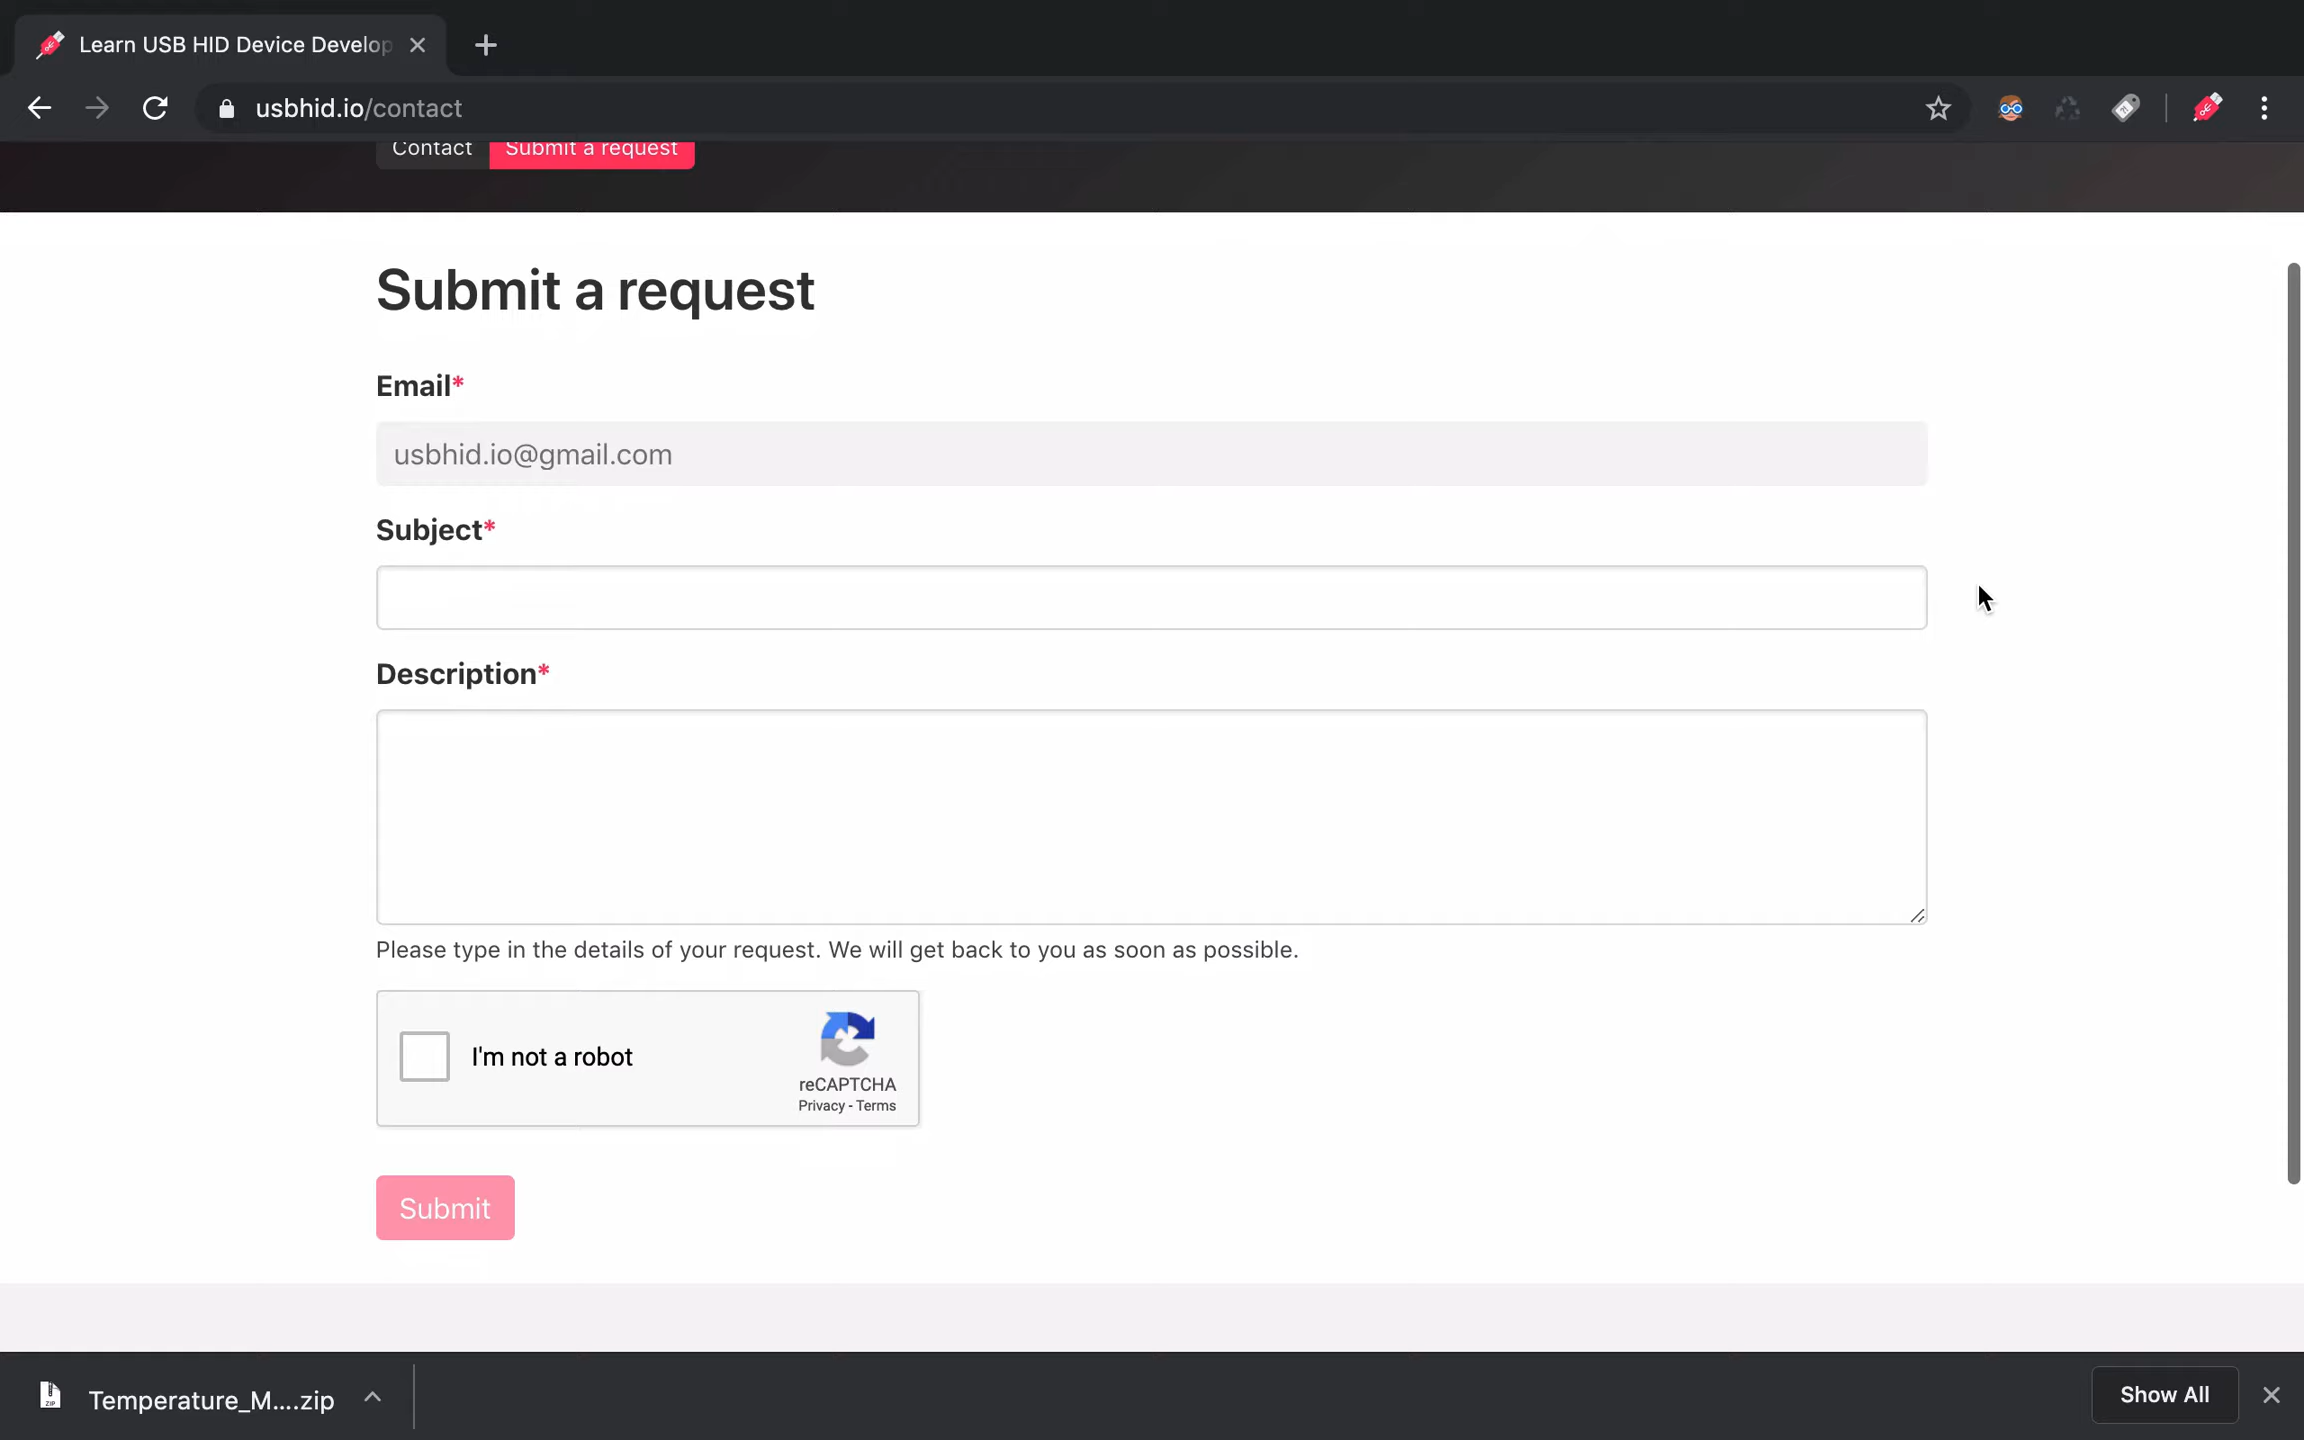 Learn USB HID Device Develop
usbhid.io/contact
Contact
Submit a request
Submit a request
Email*
usbhid.io@gmail.com
Subject*
Description*
Please type in the details of your request. We will get back to you as soon as possible.
I'm not a robot
reCAPTCHA
Privacy - Terms
Submit
Temperature_M....zip
Show All